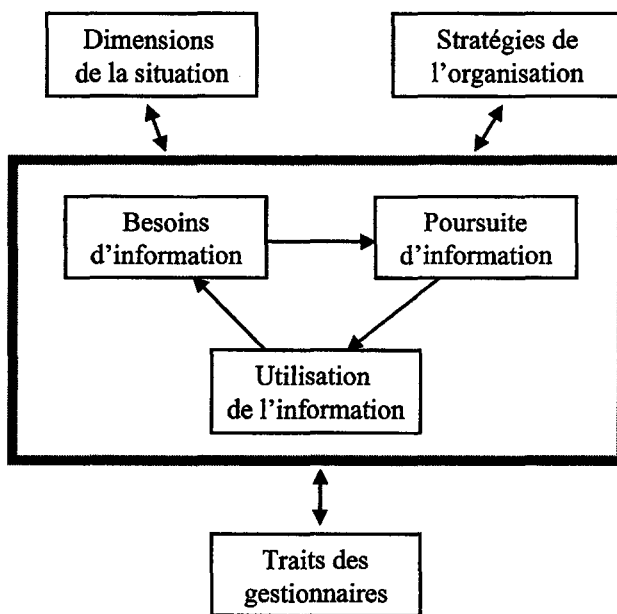 Dimensions
de la situation
Stratégies de
l'organisation
Besoins
d'information
Poursuite
d'information
Utilisation
de l'information
Traits des
gestionnaires